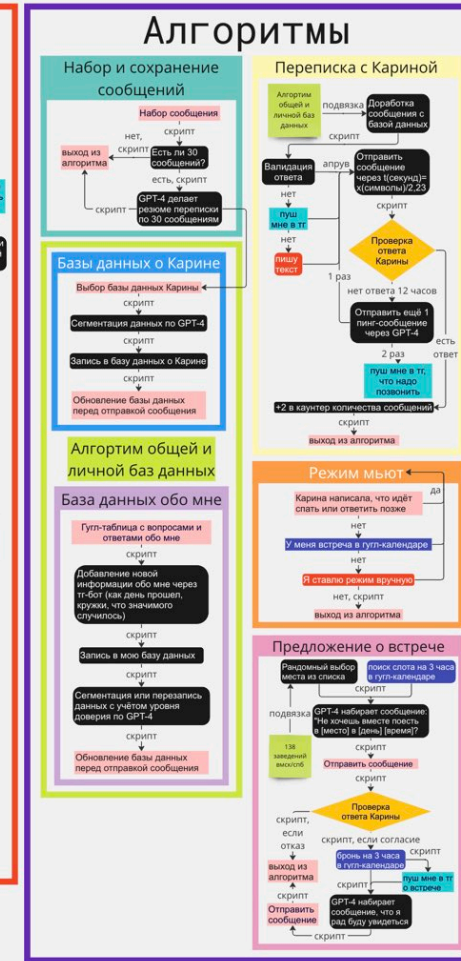 Алгоритмы
Набор и сохранение
сообщений
Набор сообщения
скрипт
нет,
скрипт
выход из
алгоритма
Есть ли 30
сообщений?
есть, скрипт
скрипт
GPT-4 делает
резюме переписки
по 30 сообщениям
Базы данных о Карине
Выбор базы данных Карины
скрипт
Сегментация данных по GPT-4
скрипт
Запись в базу данных о Карине
скрипт
Обновление базы данных
перед отправкой сообщения
Алгортим общей и
личной баз данных
База данных обо мне
Гугл-таблица с вопросами и
ответами обо мне
скрипт
Добавление новой
информации обо мне через
тг-бот (как день прошел,
кружки, что значимого
случилось)
скрипт
Запись в мою базу данных
скрипт
Сегментация или перезапись
данных с учётом уровня
доверия по GPT-4
скрипт
Обновление базы данных
перед отправкой сообщения
Переписка с Кариной
Алгортим
общей и
личной баз
данных
подвязка
Доработка
сообщения с
базой данных
скрипт
Валидация
ответа
апрув
Отправить
сообщение
через t(секунд)=
x(символы)/2,23
нет
пуш
мне в тг
нет
пишу
текст
скрипт
Проверка
ответа
Карины
1 раз
нет ответа 12 часов
Отправить ещё 1
пинг-сообщение
через GPT-4
есть
ответ
2 раз
пуш мне в тг,
что надо
позвонить
+2 в каунтер количества сообщений
скрипт
выход из алгоритма
Режим мьют
да
Карина написала, что идёт
спать или ответить позже
нет
У меня встреча в гугл-календаре
нет
Я ставлю режим вручную
нет, скрипт
выход из алгоритма
Предложение о встрече
Рандомный выбор
места из списка
поиск слота на 3 часа
в гугл-календаре
скрипт
подвязка
GPT-4 набирает сообщение:
"Не хочешь вместе поесть
в [место] в [день] [время]?
138
заведений
вмск/спб
скрипт
Отправить сообщение
скрипт
Проверка
ответа Карины
скрипт,
если
отказ
скрипт, если согласие
выход из
алгоритма
бронь на 3 часа
в гугл-календаре
скрипт
пуш мне в тг
о встрече
скрипт
скрипт
Отправить
сообщение
GPT-4 набирает
сообщение, что я
рад буду увидеться
скрипт